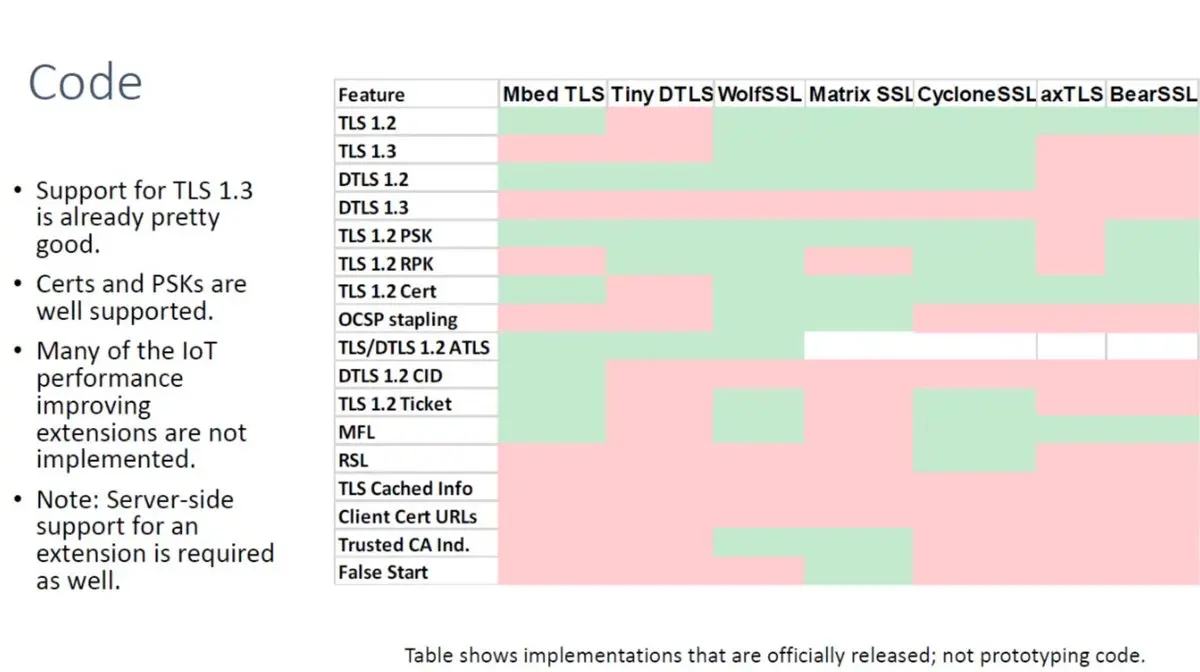 Code
• Support for TLS 1.3
is already pretty
good.
• Certs and PSKs are
well supported.
• Many of the IoT
performance
improving
extensions are not
implemented.
• Note: Server-side
support for an
extension is required
as well.
Feature Mbed TLS Tiny DTLS WolfSSL Matrix SSL CycloneSSL axTLS BearSSL
TLS 1.2
TLS 1.3
DTLS 1.2
DTLS 1.3
TLS 1.2 PSK
TLS 1.2 RPK
TLS 1.2 Cert
OCSP stapling
TLS/DTLS 1.2 ATLS
DTLS 1.2 CID
TLS 1.2 Ticket
MFL
RSL
TLS Cached Info
Client Cert URLs
Trusted CA Ind.
False Start
Table shows implementations that are officially released; not prototyping code.